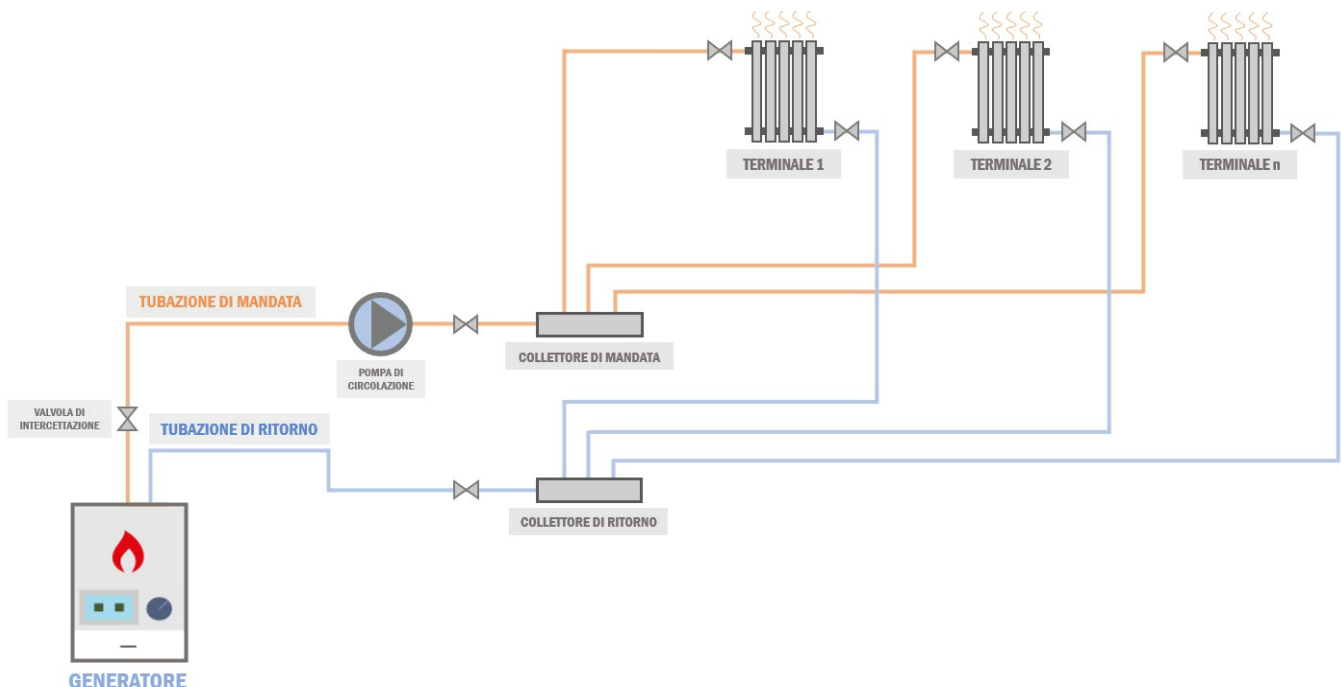 TERMINALE 1
TERMINALE 2
TERMINALE n
TUBAZIONE DI MANDATA
COLLETTORE DI MANDATA
POMPA DI
CIRCOLAZIONE
VALVOLA DI
INTERCETTAZIONE
TUBAZIONE DI RITORNO
COLLETTORE DI RITORNO
GENERATORE